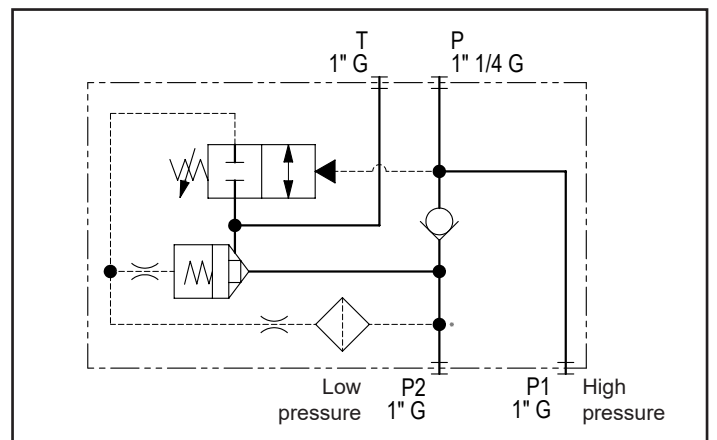 T
1" G
P
1" 1/4 G
Low
pressure
P2
1" G
P1
1" G
High
pressure